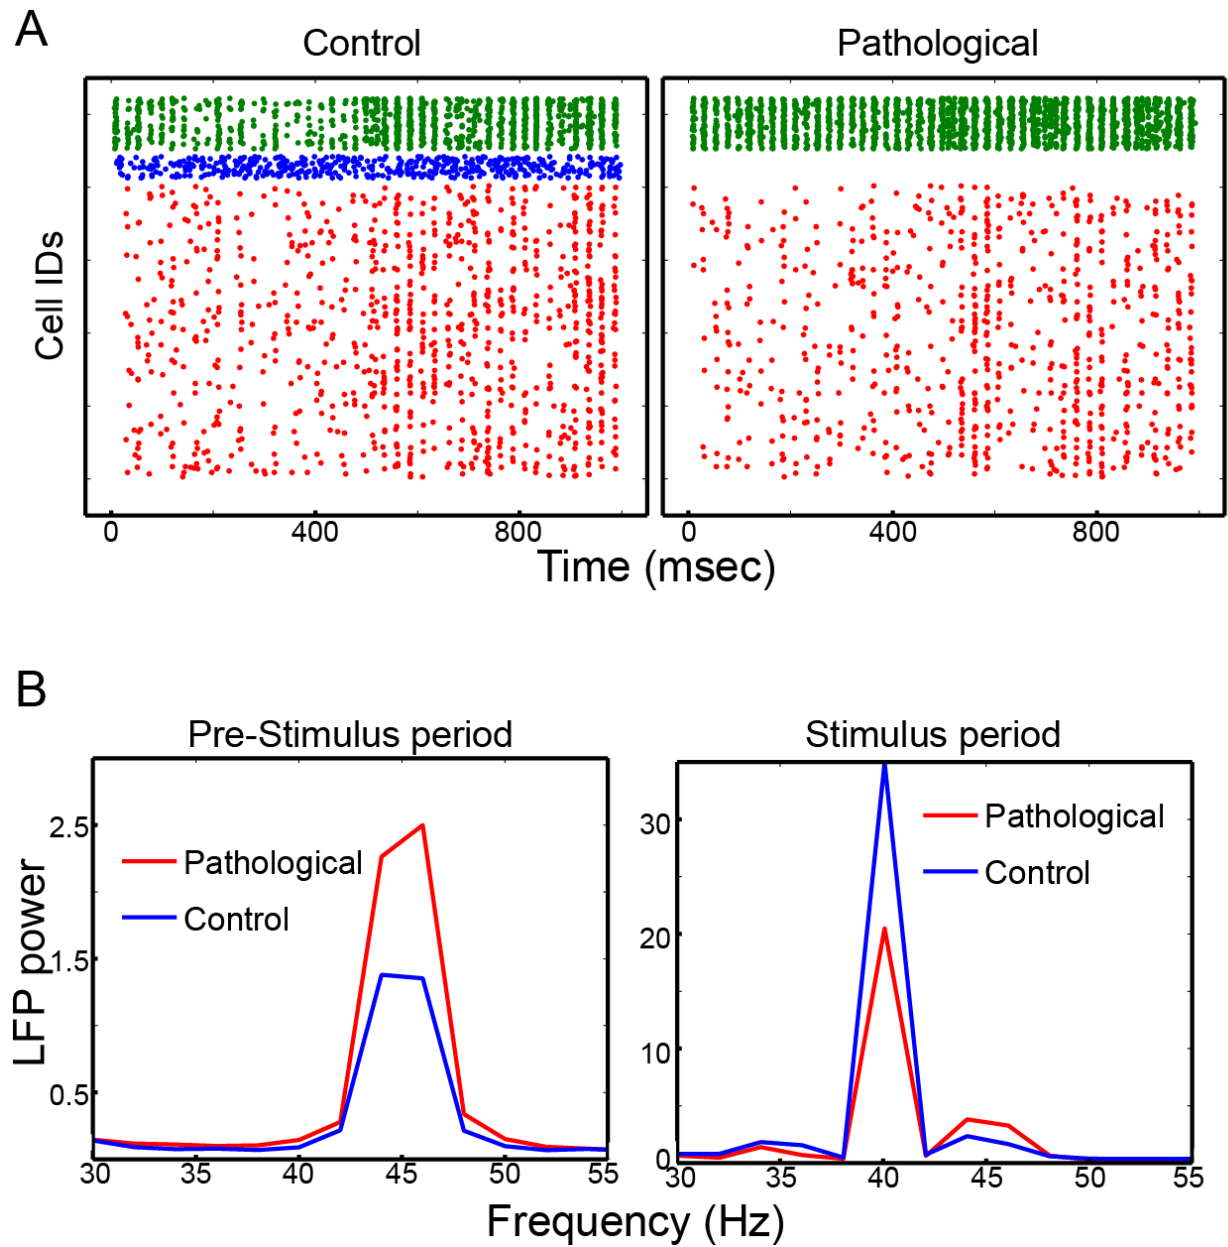 A
Control
Pathological
Cell IDs
0 400 800
0 400 800
Time (msec)
B
Pre-Stimulus period
Stimulus period
LFP power
2.5
1.5
0.5
Pathological
Control
30 35 40 45 50 55
30
20
10
0
Pathological
Control
30 35 40 45 50 55
Frequency (Hz)